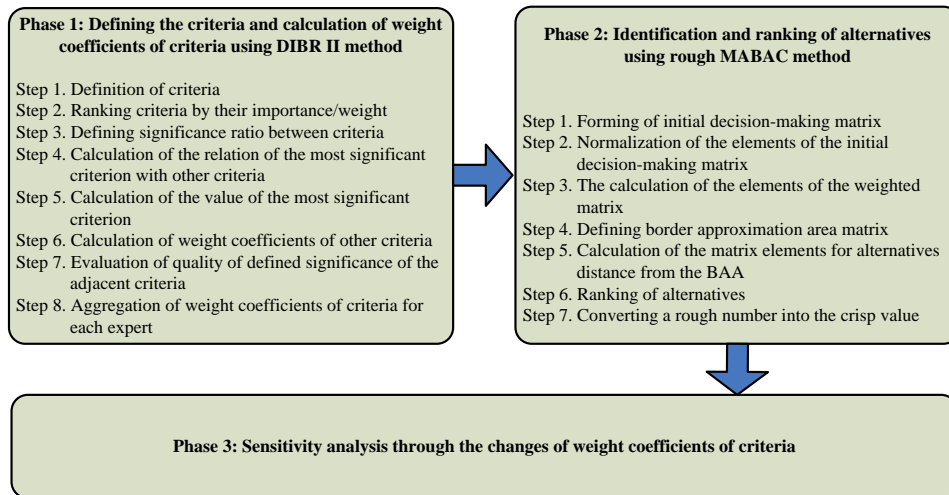 Phase 1: Defining the criteria and calculation of weight
coefficients of criteria using DIBR II method
Step 1. Definition of criteria
Step 2. Ranking criteria by their importance/weight
Step 3. Defining significance ratio between criteria
Step 4. Calculation of the relation of the most significant
criterion with other criteria
Step 5. Calculation of the value of the most significant
criterion
Step 6. Calculation of weight coefficients of other criteria
Step 7. Evaluation of quality of defined significance of the
adjacent criteria
Step 8. Aggregation of weight coefficients of criteria for
each expert
Phase 2: Identification and ranking of alternatives
using rough MABAC method
Step 1. Forming of initial decision-making matrix
Step 2. Normalization of the elements of the initial
decision-making matrix
Step 3. The calculation of the elements of the weighted
matrix
Step 4. Defining border approximation area matrix
Step 5. Calculation of the matrix elements for alternatives
distance from the BAA
Step 6. Ranking of alternatives
Step 7. Converting a rough number into the crisp value
Phase 3: Sensitivity analysis through the changes of weight coefficients of criteria